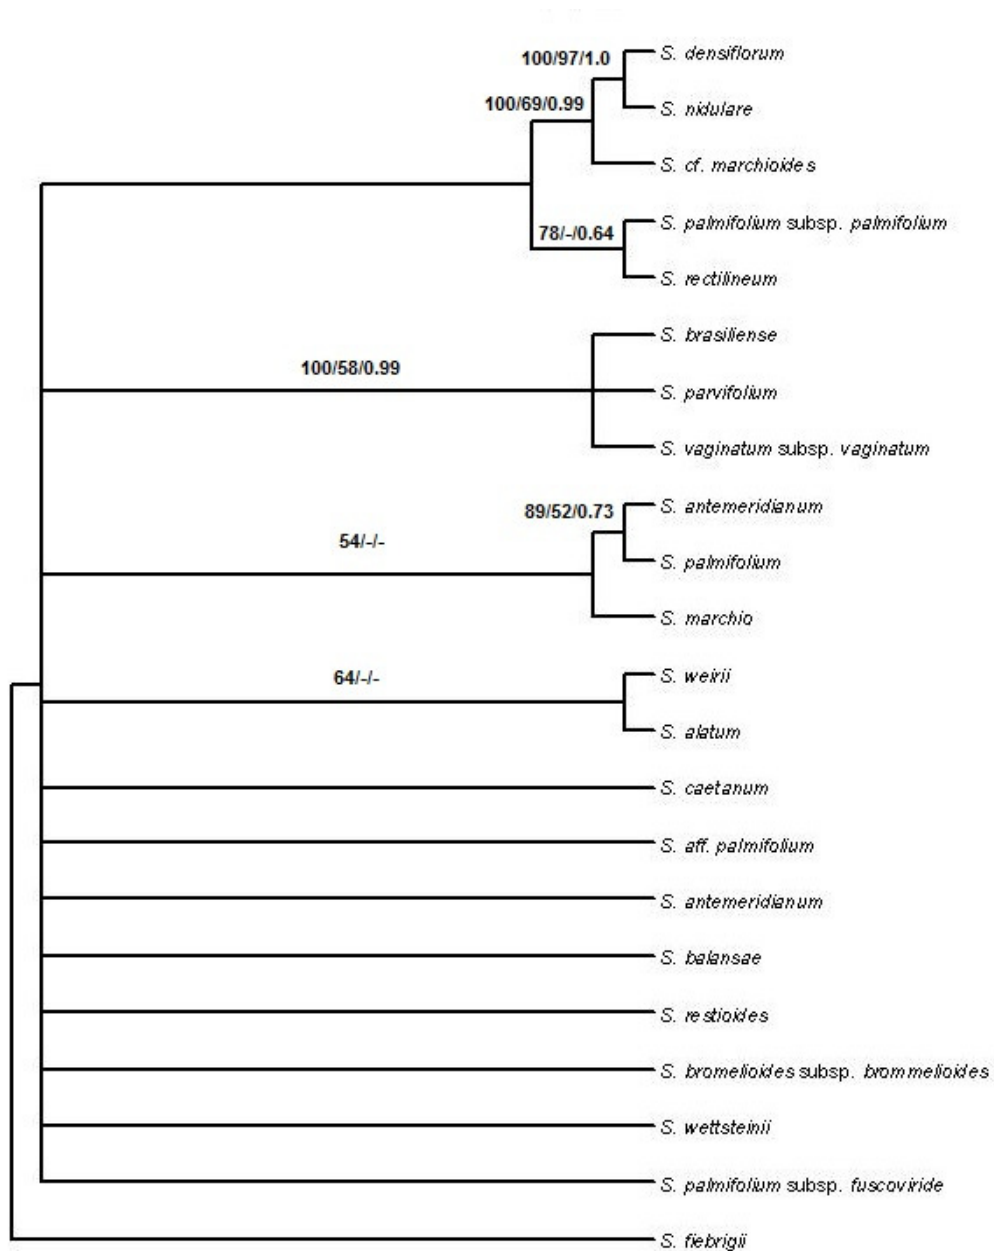 100/97/1.0
S. densiflorum
100/69/0.99
S. nidulare
S. cf. marchioides
S. palmifolium subsp. palmifolium
78/-/0.64
S. rectilineum
S. brasiliense
100/58/0.99
S. parvifolium
S. vaginatum subsp. vaginatum
89/52/0.73
S. antemeridianum
54/-/-
S. palmifolium
S. marchio
64/-/-
S. weirii
S. alatum
S. caetanum
S. aff. palmifolium
S. antemeridianum
S. balansae
S. restioides
S. bromelioides subsp. brommelioides
S. wettsteinii
S. palmifolium subsp. fuscoviride
S. fiebrigii